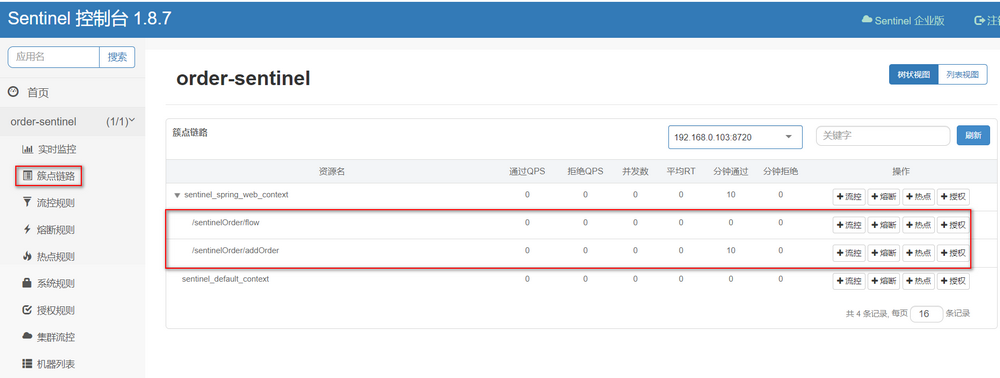 Sentinel 控制台 1.8.7
Sentinel 企业版
应用名 搜索
首页
order-sentinel (1/1)
实时监控
簇点链路
流控规则
熔断规则
热点规则
系统规则
授权规则
集群流控
机器列表
order-sentinel
树状视图 列表视图
簇点链路 192.168.0.103:8720 关键字 刷新
资源名 通过QPS 拒绝QPS 并发数 平均RT 分钟通过 分钟拒绝 操作
sentinel_spring_web_context 0 0 0 0 10 0 +流控 +熔断 +热点 +授权
/sentinelOrder/flow 0 0 0 0 0 0 +流控 +熔断 +热点 +授权
/sentinelOrder/addOrder 0 0 0 0 10 0 +流控 +熔断 +热点 +授权
sentinel_default_context 0 0 0 0 0 0 +流控 +熔断 +热点 +授权
共 4 条记录, 每页 16 条记录